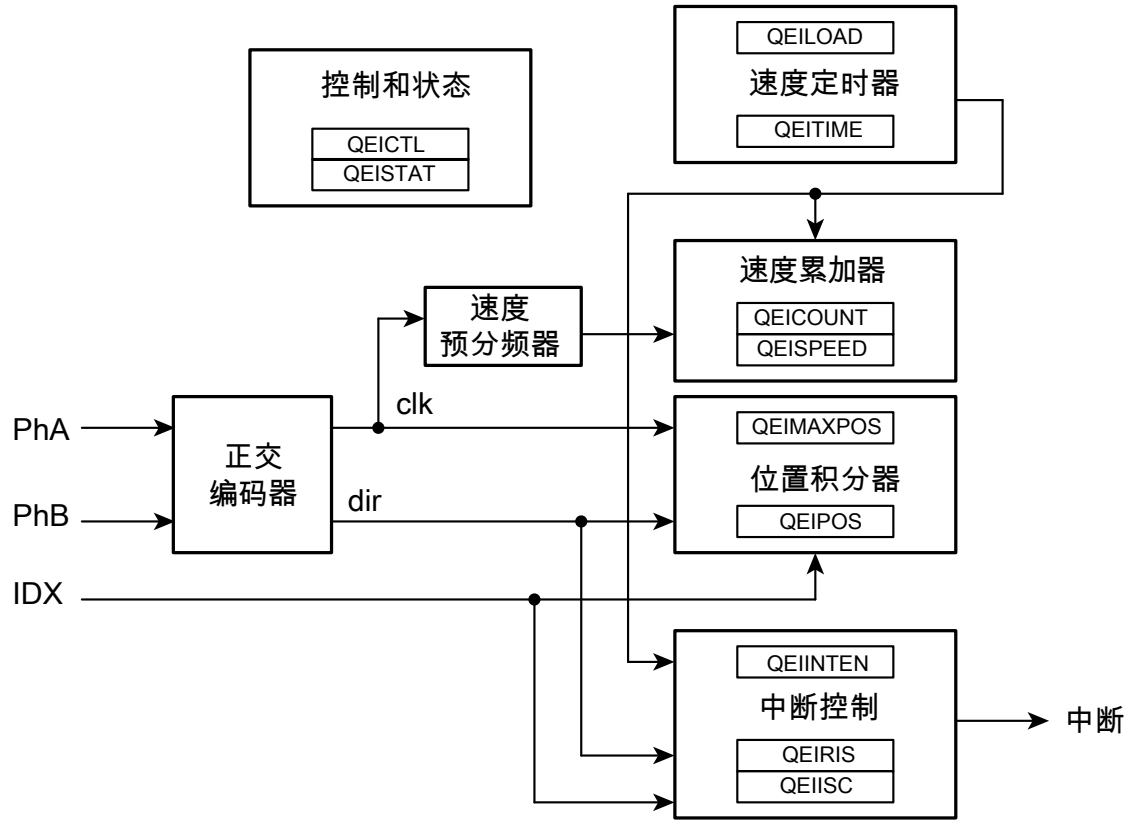 QEILOAD
速度定时器
QEITIME
控制和状态
QEICTL
QEISTAT
速度累加器
QEICOUNT
QEISPEED
速度
预分频器
clk
PhA
正交
编码器
PhB
dir
QEIMAXPOS
位置积分器
QEIPOS
IDX
QEIINTEN
中断控制
QEIRIS
QEIISC
中断